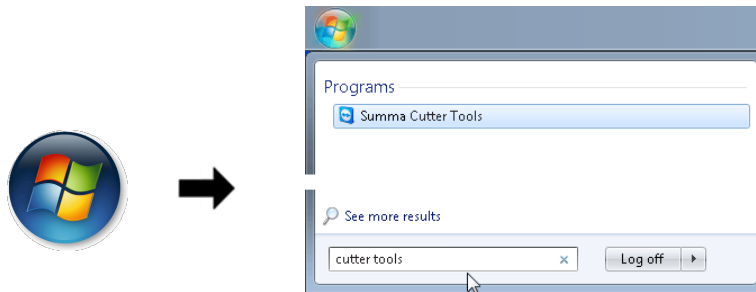 Programs
Summa Cutter Tools
See more results
cutter tools
Log off